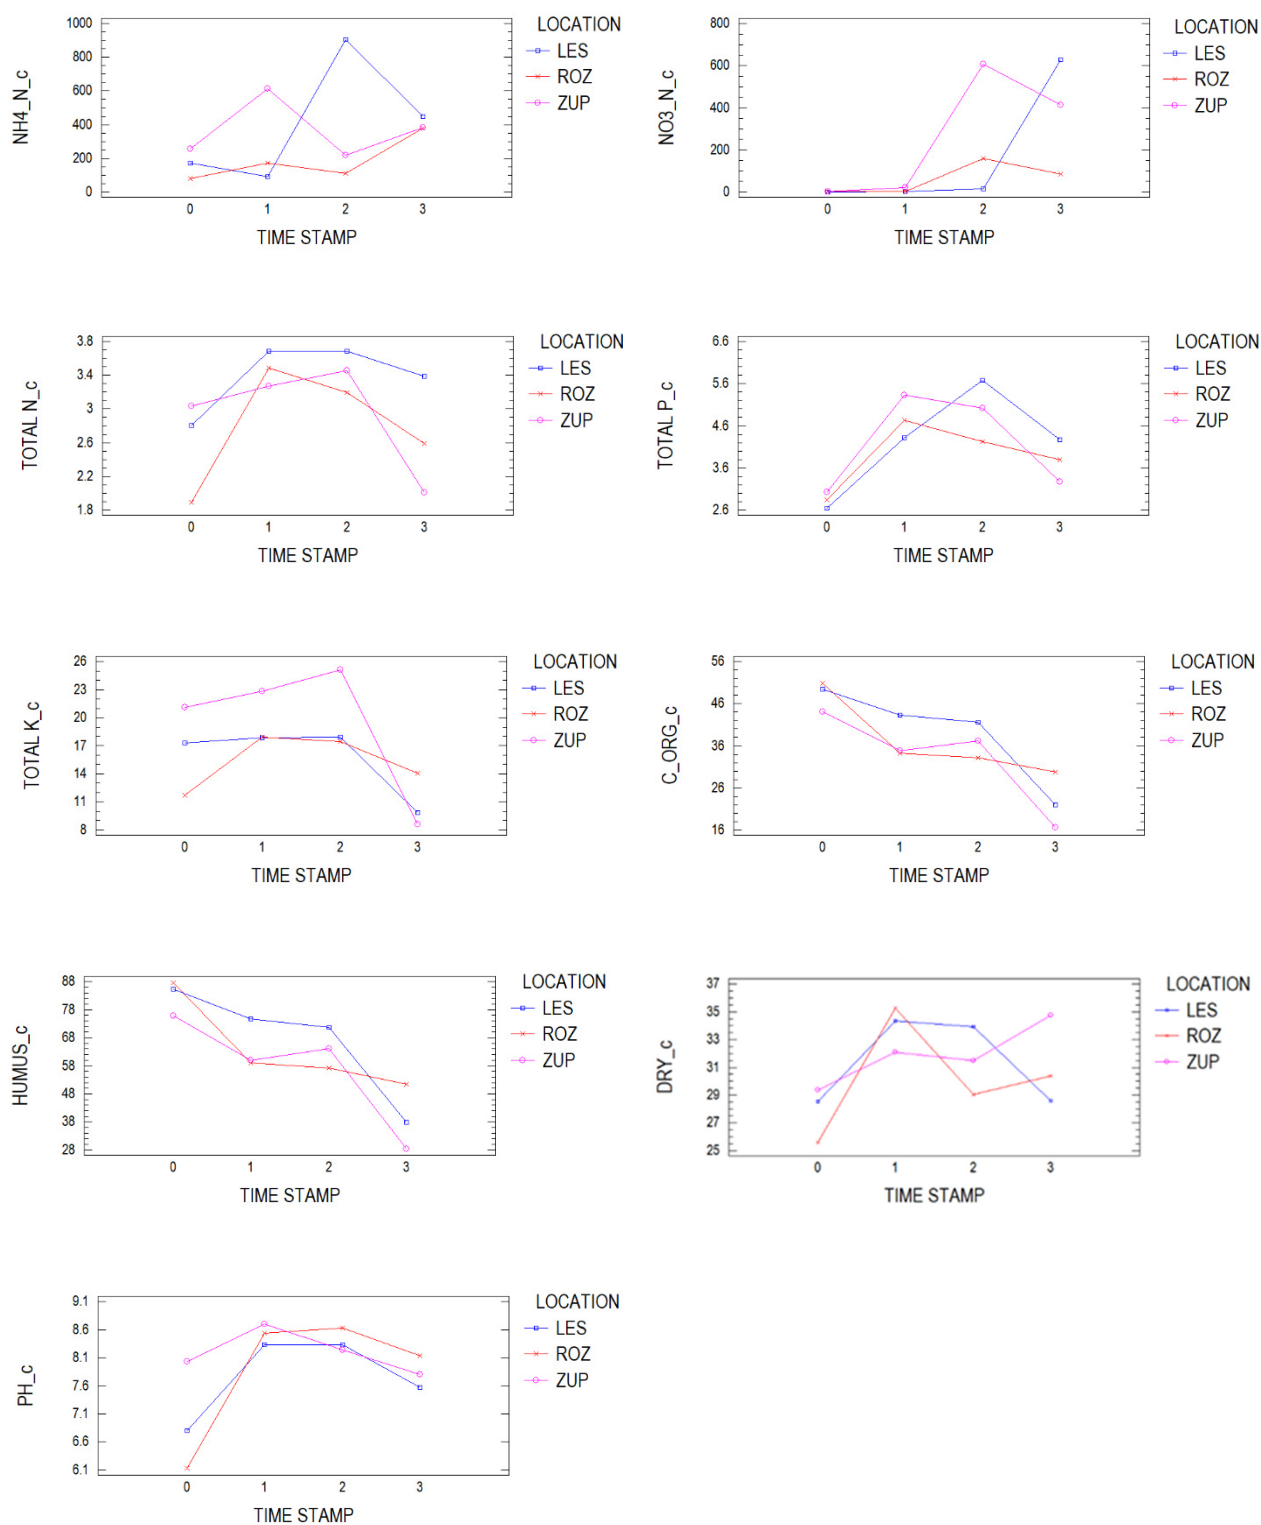 NH4_N_c
1000
800
600
400
200
0
0 1 2 3
TIME STAMP
LOCATION
LES
ROZ
ZUP
NO3_N_c
800
600
400
200
0
0 1 2 3
TIME STAMP
LOCATION
LES
ROZ
ZUP
TOTAL N_c
3.8
3.4
3
2.6
2.2
1.8
0 1 2 3
TIME STAMP
LOCATION
LES
ROZ
ZUP
TOTAL P_c
6.6
5.6
4.6
3.6
2.6
0 1 2 3
TIME STAMP
LOCATION
LES
ROZ
ZUP
TOTAL K_c
26
23
20
17
14
11
8
0 1 2 3
TIME STAMP
LOCATION
LES
ROZ
ZUP
C_ORG_c
56
46
36
26
16
0 1 2 3
TIME STAMP
LOCATION
LES
ROZ
ZUP
HUMUS_c
88
78
68
58
48
38
28
0 1 2 3
TIME STAMP
LOCATION
LES
ROZ
ZUP
DRY_c
37
35
33
31
29
27
25
0 1 2 3
TIME STAMP
LOCATION
LES
ROZ
ZUP
PH_c
9.1
8.6
8.1
7.6
7.1
6.6
6.1
0 1 2 3
TIME STAMP
LOCATION
LES
ROZ
ZUP